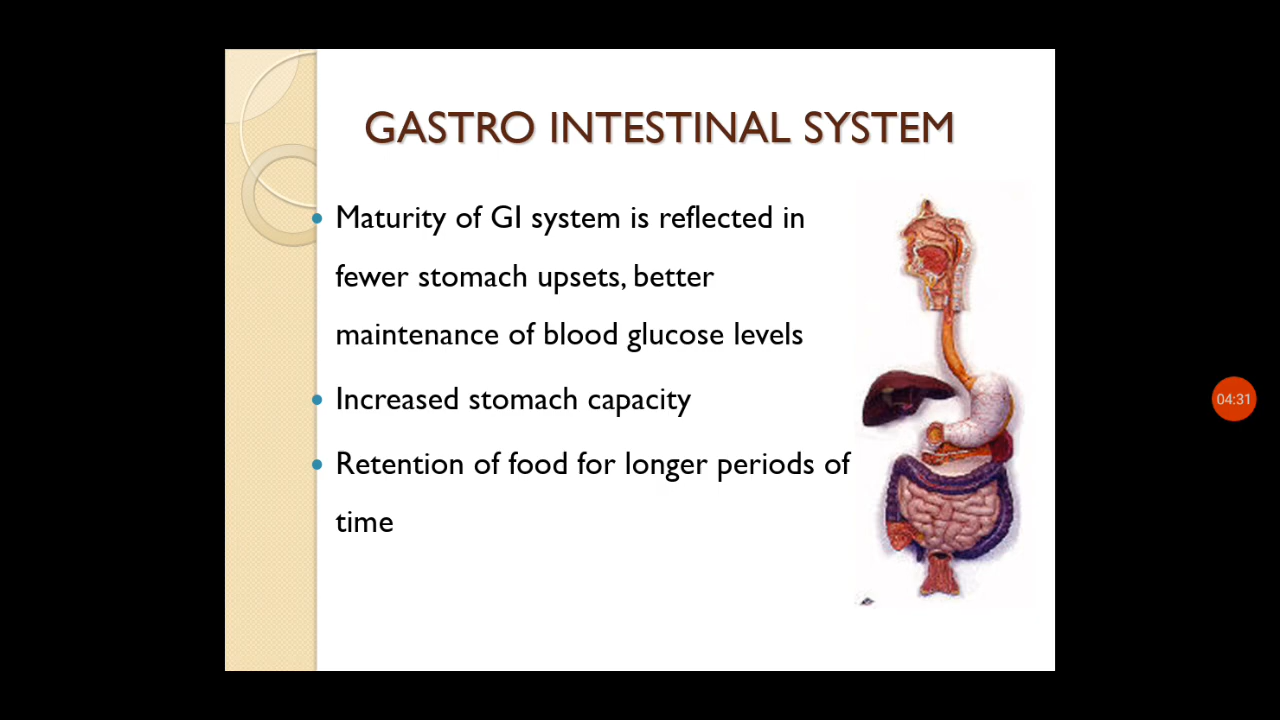 GASTRO INTESTINAL SYSTEM
• Maturity of GI system is reflected in
fewer stomach upsets, better
maintenance of blood glucose levels
• Increased stomach capacity
• Retention of food for longer periods of
time
04:31